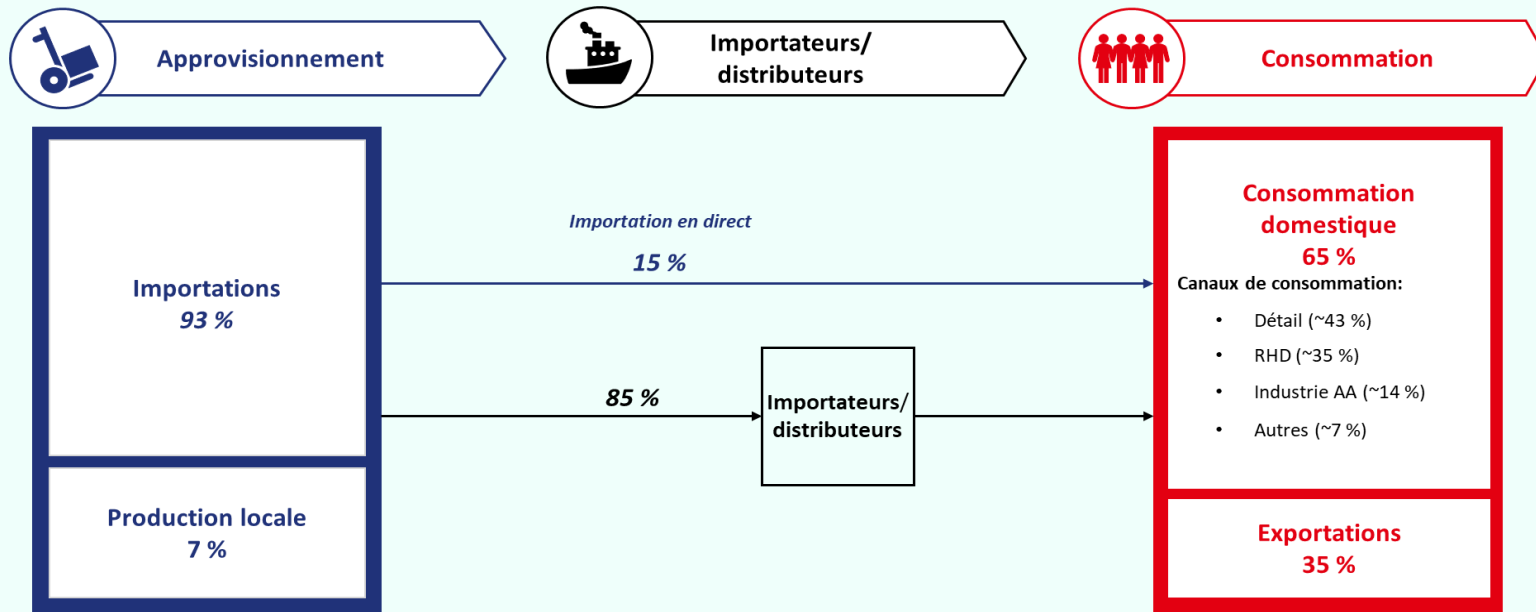 Approvisionnement
Importateurs/
distributeurs
Consommation
Importations
93 %
Production locale
7 %
Importation en direct
15 %
85 %
Importateurs/
distributeurs
Consommation
domestique
65 %
Canaux de consommation:
• Détail (~43 %)
• RHD (~35 %)
• Industrie AA (~14 %)
• Autres (~7 %)
Exportations
35 %